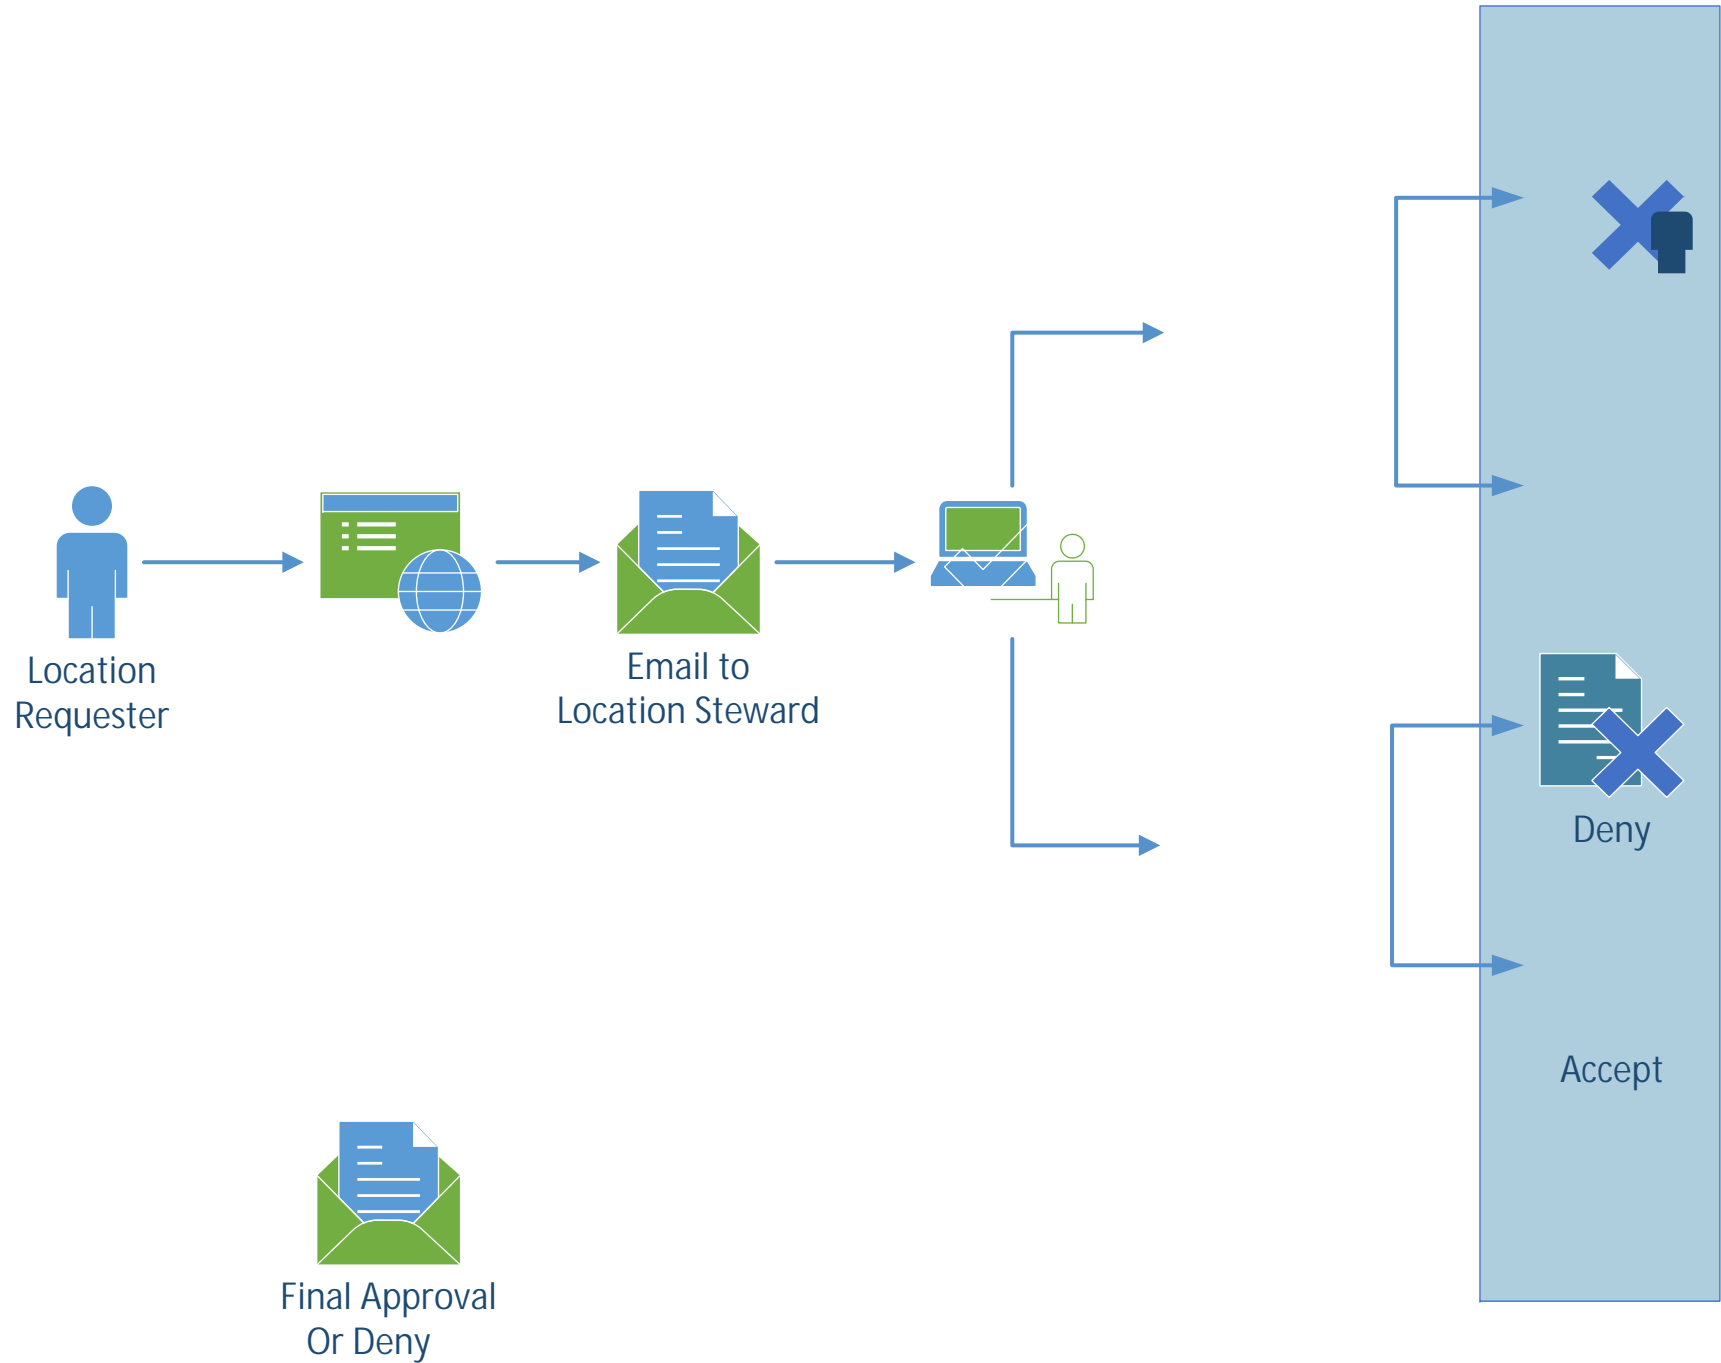 Location
Requester
Email to
Location Steward
Deny
Accept
Final Approval
Or Deny